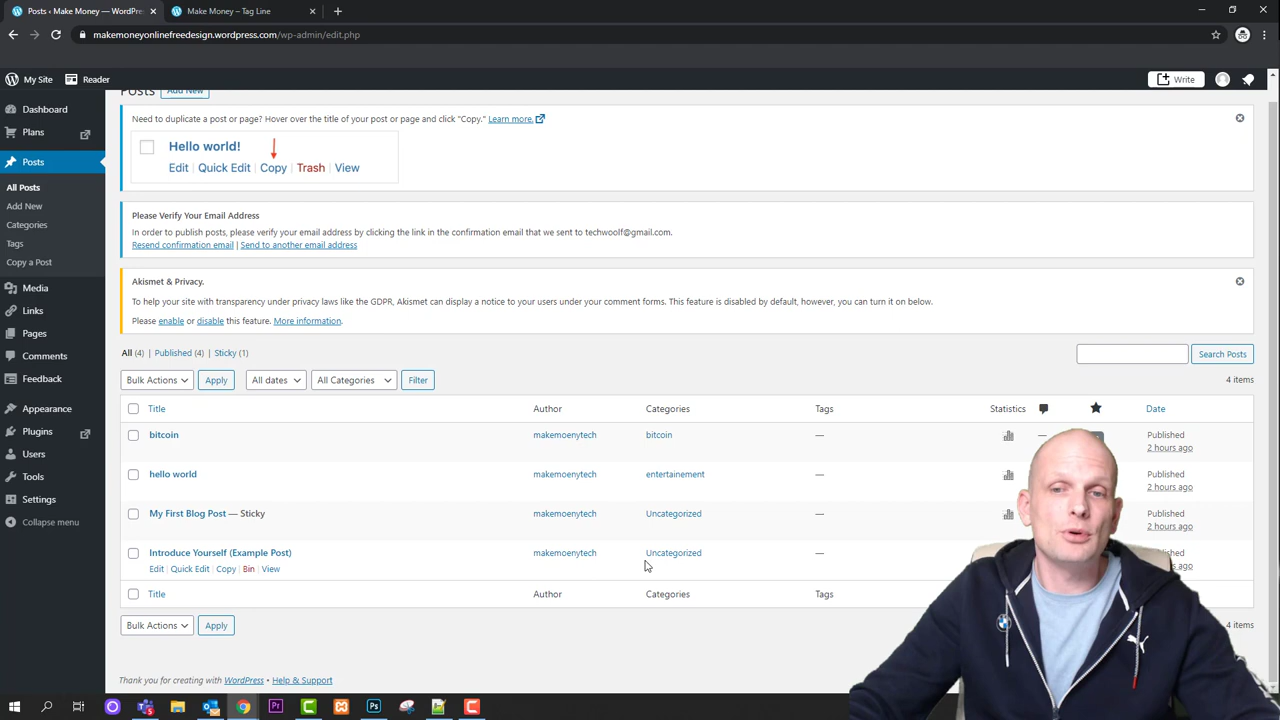 Posts ‹ Make Money — WordPre
Make Money – Tag Line
makemoneyonlinefreedesign.wordpress.com/wp-admin/edit.php
My Site
Reader
Write
Dashboard
Plans
Posts
All Posts
Add New
Categories
Tags
Copy a Post
Media
Links
Pages
Comments
Feedback
Appearance
Plugins
Users
Tools
Settings
Collapse menu
Posts Add New
Need to duplicate a post or page? Hover over the title of your post or page and click "Copy." Learn more.
Hello world!
Edit | Quick Edit | Copy | Trash | View
Please Verify Your Email Address
In order to publish posts, please verify your email address by clicking the link in the confirmation email that we sent to techwoolf@gmail.com.
Resend confirmation email | Send to another email address
Akismet & Privacy.
To help your site with transparency under privacy laws like the GDPR, Akismet can display a notice to your users under your comment forms. This feature is disabled by default, however, you can turn it on below.
Please enable or disable this feature. More information.
All (4) | Published (4) | Sticky (1)
Search Posts
Bulk Actions Apply All dates All Categories Filter 4 items
Title Author Categories Tags Statistics Date
bitcoin makemoenytech bitcoin — — Published
2 hours ago
hello world makemoenytech entertainement — Published
2 hours ago
My First Blog Post — Sticky makemoenytech Uncategorized — Published
2 hours ago
Introduce Yourself (Example Post) makemoenytech Uncategorized — Published
Edit | Quick Edit | Copy | Bin | View ago
Title Author Categories Tags
Bulk Actions Apply 4 items
Thank you for creating with WordPress • Help & Support